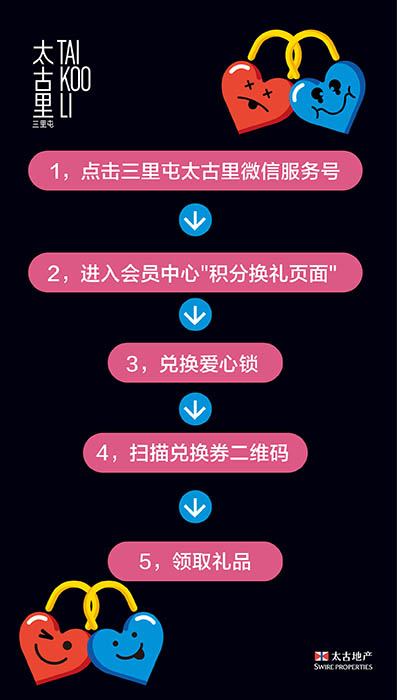 太古里
三里屯
TAI
KOO
LI
1，点击三里屯太古里微信服务号
2，进入会员中心"积分换礼页面"
3，兑换爱心锁
4，扫描兑换券二维码
5，领取礼品
太古地产
SWIRE PROPERTIES